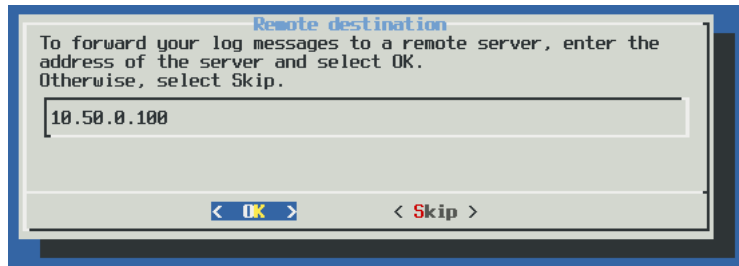 Remote destination
To forward your log messages to a remote server, enter the
address of the server and select OK.
Otherwise, select Skip.
10.50.0.100
< OK > < Skip >